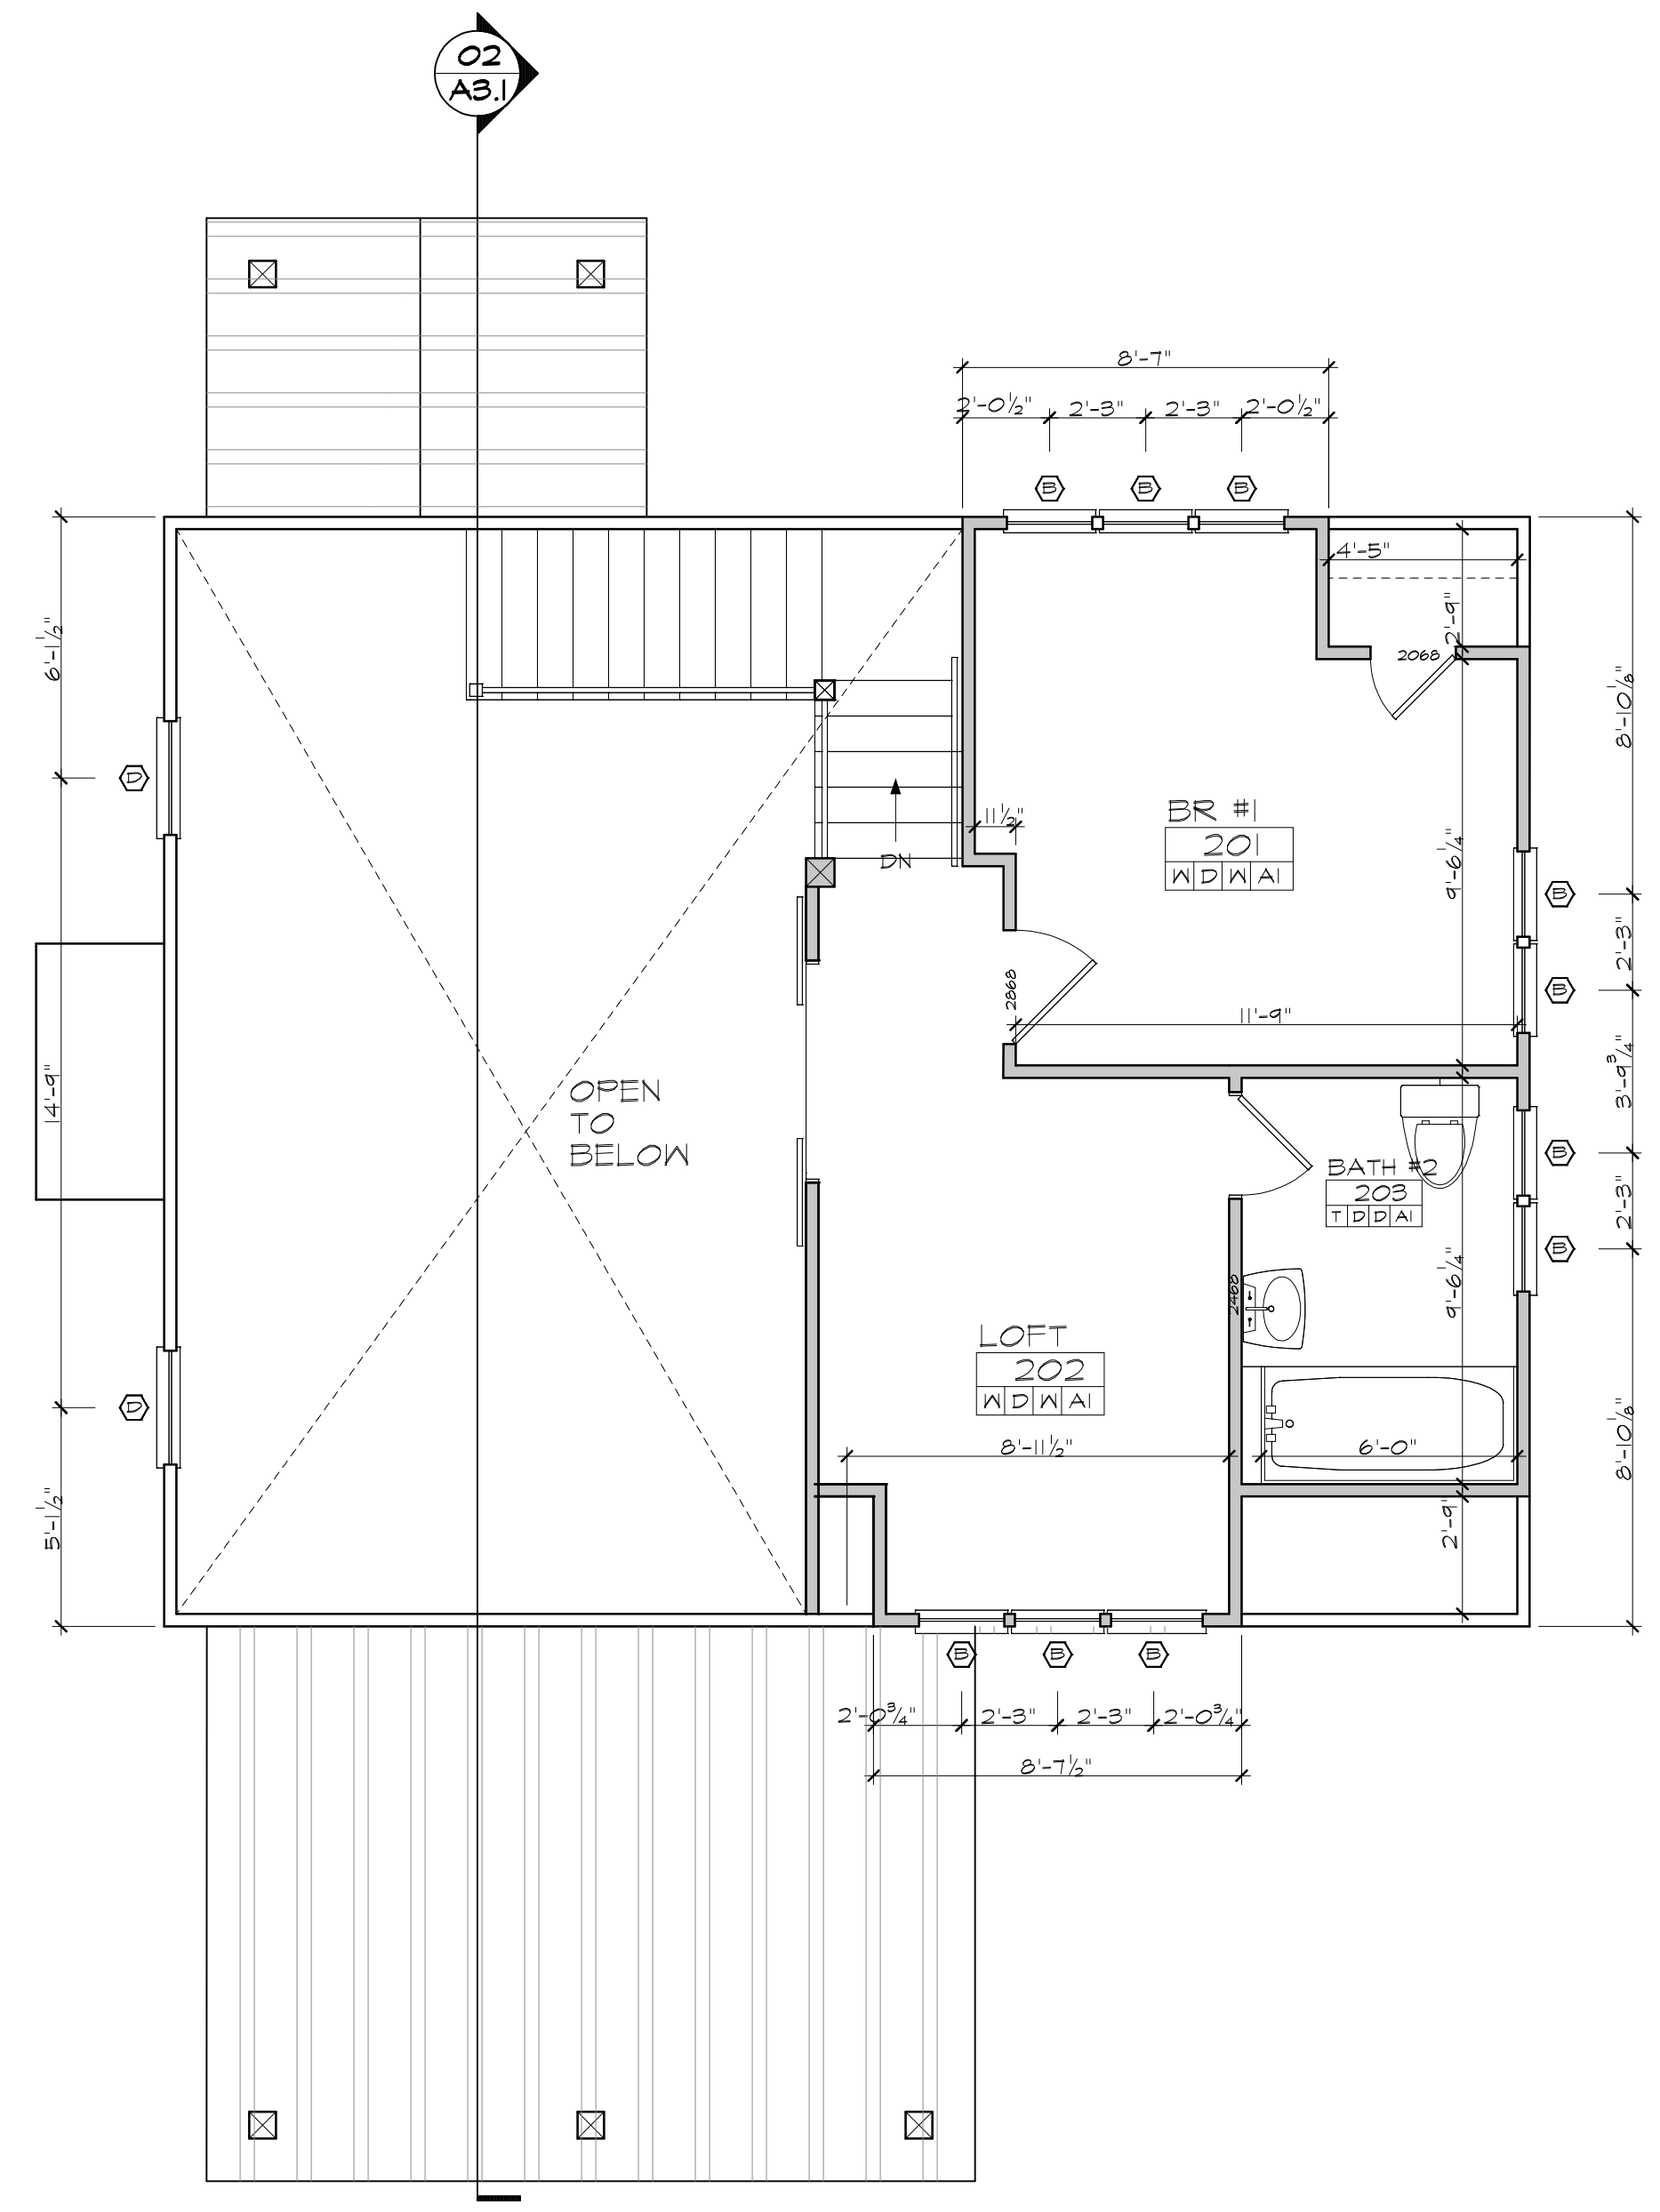 02
A3.1
8'-7"
2'-0½"
2'-3"
2'-3"
2'-0½"
B
B
B
4'-5"
2'-9"
2068
6'-1½"
8'-10⅛"
D
11½"
BR #1
201
W D W A1
DN
9'-6¼"
B
2'-3"
2868
B
11'-9"
14'-9"
OPEN
TO
BELOW
3'-9¾"
B
BATH #2
203
T D D A1
2'-3"
B
2468
9'-6¼"
LOFT
202
W D W A1
D
8'-11½"
6'-0"
8'-10⅛"
5'-1½"
2'-9"
B
B
B
2'-0¾"
2'-3"
2'-3"
2'-0¾"
8'-7½"